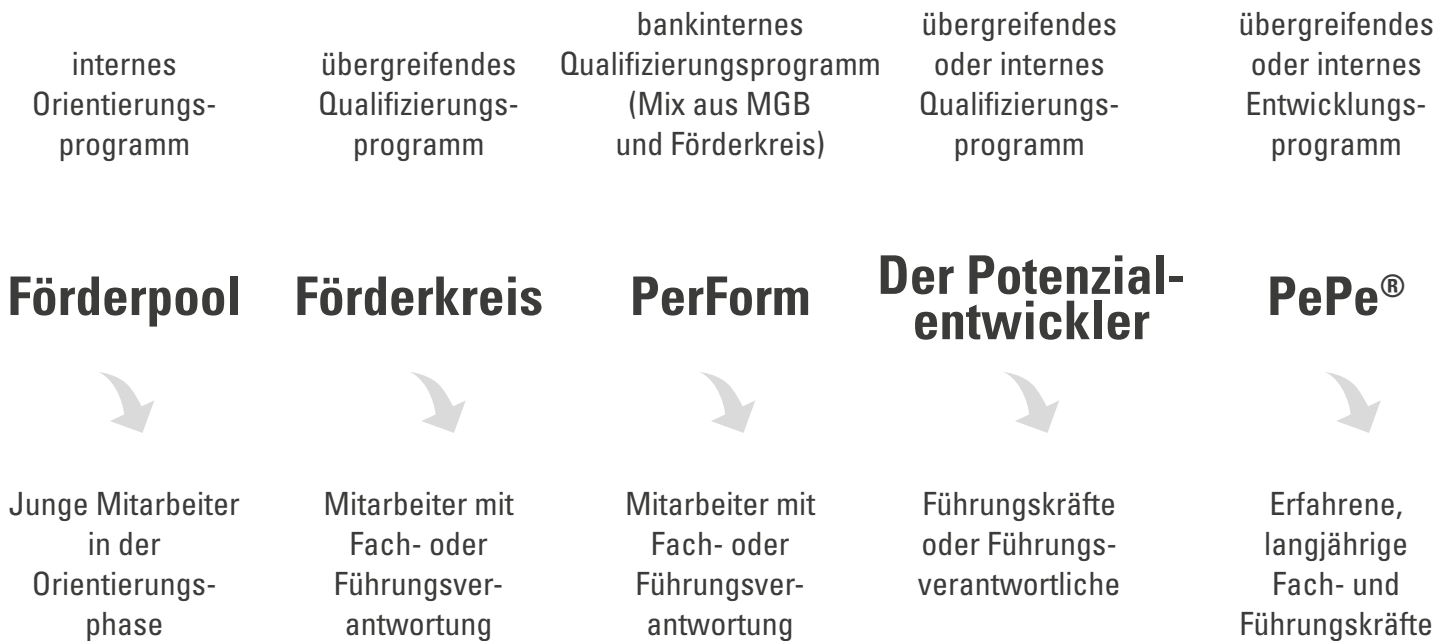 internes
Orientierungs-
programm
übergreifendes
Qualifizierungs-
programm
bankinternes
Qualifizierungsprogramm
(Mix aus MGB
und Förderkreis)
übergreifendes
oder internes
Qualifizierungs-
programm
übergreifendes
oder internes
Entwicklungs-
programm
Förderpool
Förderkreis
PerForm
Der Potenzial-
entwickler
PePe®
Junge Mitarbeiter
in der
Orientierungs-
phase
Mitarbeiter mit
Fach- oder
Führungsver-
antwortung
Mitarbeiter mit
Fach- oder
Führungsver-
antwortung
Führungskräfte
oder Führungs-
verantwortliche
Erfahrene,
langjährige
Fach- und
Führungskräfte